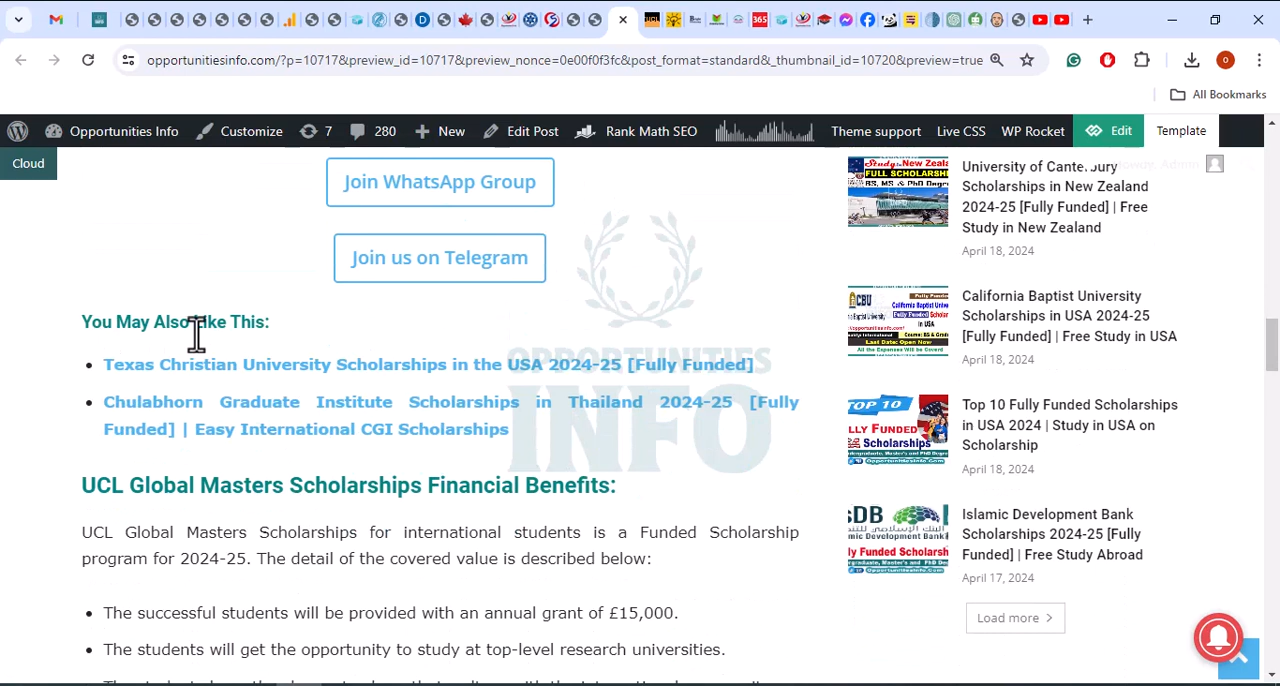 opportunitiesinfo.com/?p=10717&preview_id=10717&preview_nonce=0e00f0f3fc&post_format=standard&_thumbnail_id=10720&preview=true
All Bookmarks
Opportunities Info
Customize
7
280
New
Edit Post
Rank Math SEO
Theme support
Live CSS
WP Rocket
Edit
Template
Cloud
Join WhatsApp Group
Join us on Telegram
You May Also Like This:
Texas Christian University Scholarships in the USA 2024-25 [Fully Funded]
Chulabhorn Graduate Institute Scholarships in Thailand 2024-25 [Fully
Funded] | Easy International CGI Scholarships
OPPORTUNITIES
INFO
UCL Global Masters Scholarships Financial Benefits:
UCL Global Masters Scholarships for international students is a Funded Scholarship
program for 2024-25. The detail of the covered value is described below:
The successful students will be provided with an annual grant of £15,000.
The students will get the opportunity to study at top-level research universities.
University of Canterbury
Scholarships in New Zealand
2024-25 [Fully Funded] | Free
Study in New Zealand
April 18, 2024
California Baptist University
Scholarships in USA 2024-25
[Fully Funded] | Free Study in USA
April 18, 2024
Top 10 Fully Funded Scholarships
in USA 2024 | Study in USA on
Scholarship
April 18, 2024
Islamic Development Bank
Scholarships 2024-25 [Fully
Funded] | Free Study Abroad
April 17, 2024
Load more